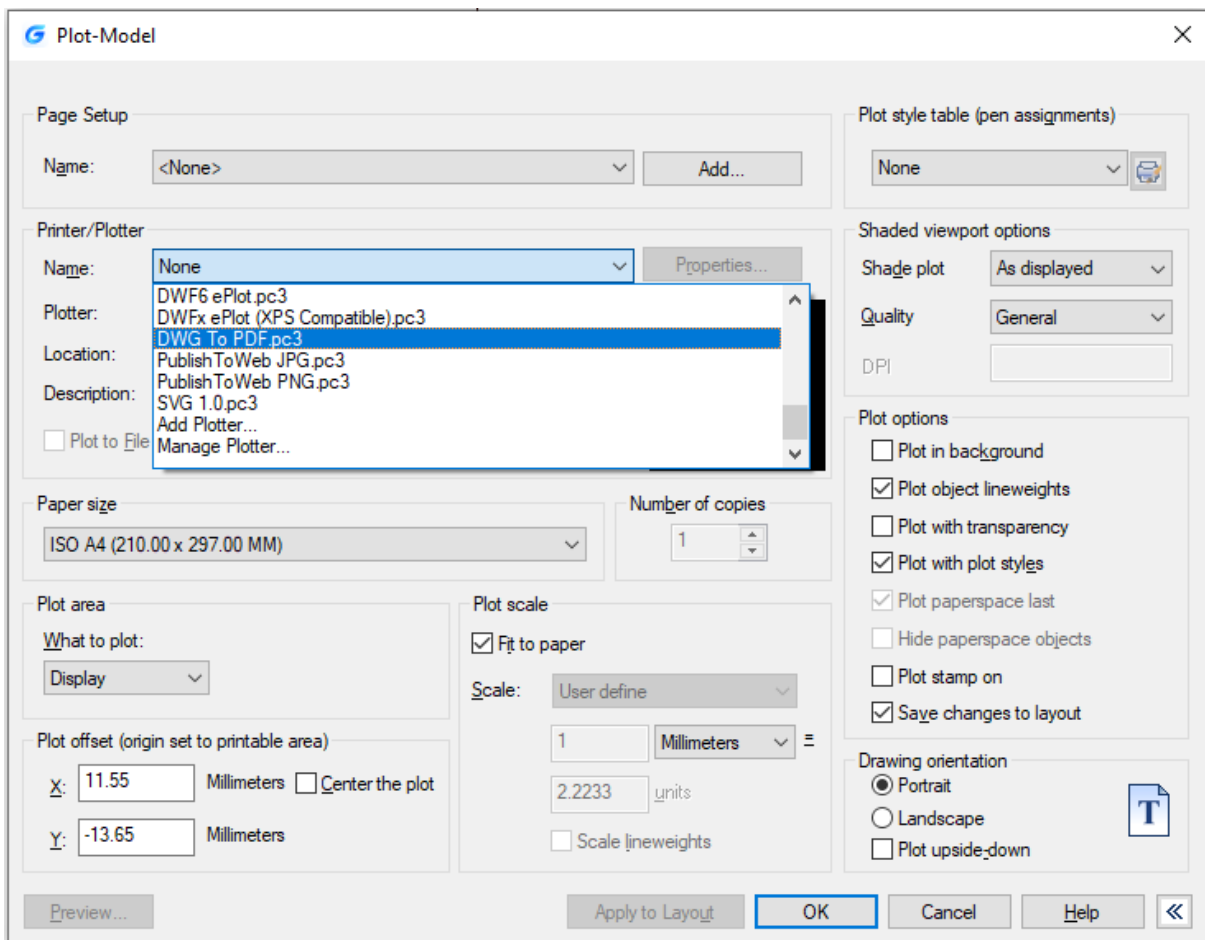 Plot-Model
Page Setup
Name:
<None>
Add...
Plot style table (pen assignments)
None
Printer/Plotter
Name:
None
Properties...
DWF6 ePlot.pc3
DWFx ePlot (XPS Compatible).pc3
DWG To PDF.pc3
PublishToWeb JPG.pc3
PublishToWeb PNG.pc3
SVG 1.0.pc3
Add Plotter...
Manage Plotter...
Plotter:
Location:
Description:
Plot to File
Shaded viewport options
Shade plot
As displayed
Quality
General
DPI
Paper size
ISO A4 (210.00 x 297.00 MM)
Number of copies
1
Plot options
Plot in background
Plot object lineweights
Plot with transparency
Plot with plot styles
Plot paperspace last
Hide paperspace objects
Plot stamp on
Save changes to layout
Plot area
What to plot:
Display
Plot scale
Fit to paper
Scale:
User define
1
Millimeters
=
2.2233
units
Scale lineweights
Plot offset (origin set to printable area)
X:
11.55
Millimeters
Center the plot
Y:
-13.65
Millimeters
Drawing orientation
Portrait
Landscape
Plot upside-down
T
Preview...
Apply to Layout
OK
Cancel
Help